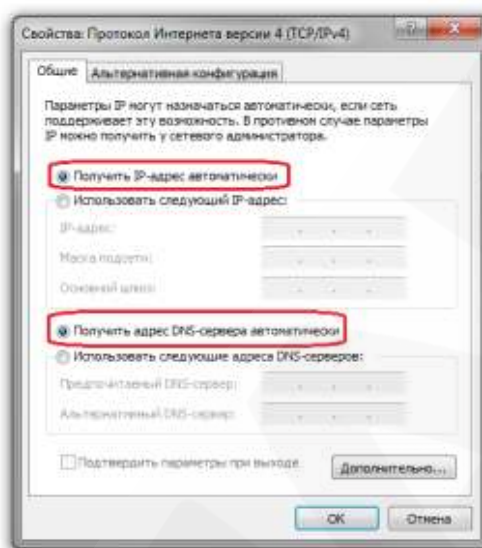 Свойства: Протокол Интернета версии 4 (TCP/IPv4)
Общие
Альтернативная конфигурация
Параметры IP могут назначаться автоматически, если сеть
поддерживает эту возможность. В противном случае параметры
IP можно получить у сетевого администратора.
Получить IP-адрес автоматически
Использовать следующий IP-адрес:
IP-адрес:
Маска подсети:
Основной шлюз:
Получить адрес DNS-сервера автоматически
Использовать следующие адреса DNS-серверов:
Предпочитаемый DNS-сервер:
Альтернативный DNS-сервер:
Подтвердить параметры при выходе
Дополнительно...
OK
Отмена